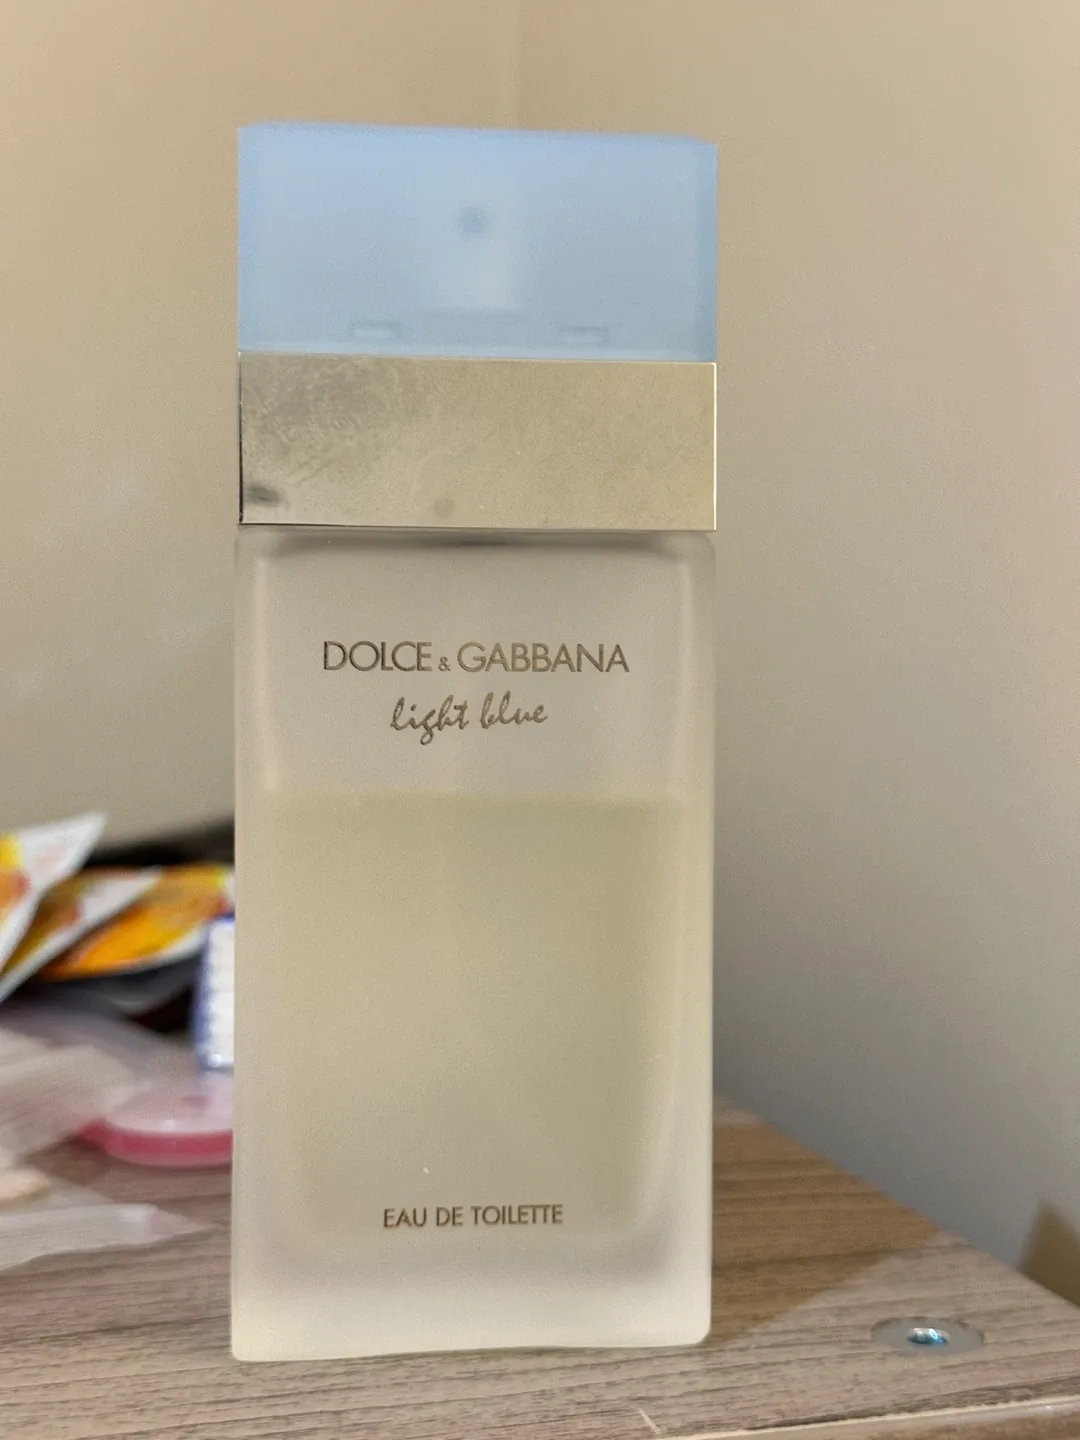 DOLCE & GABBANA
light blue
EAU DE TOILETTE